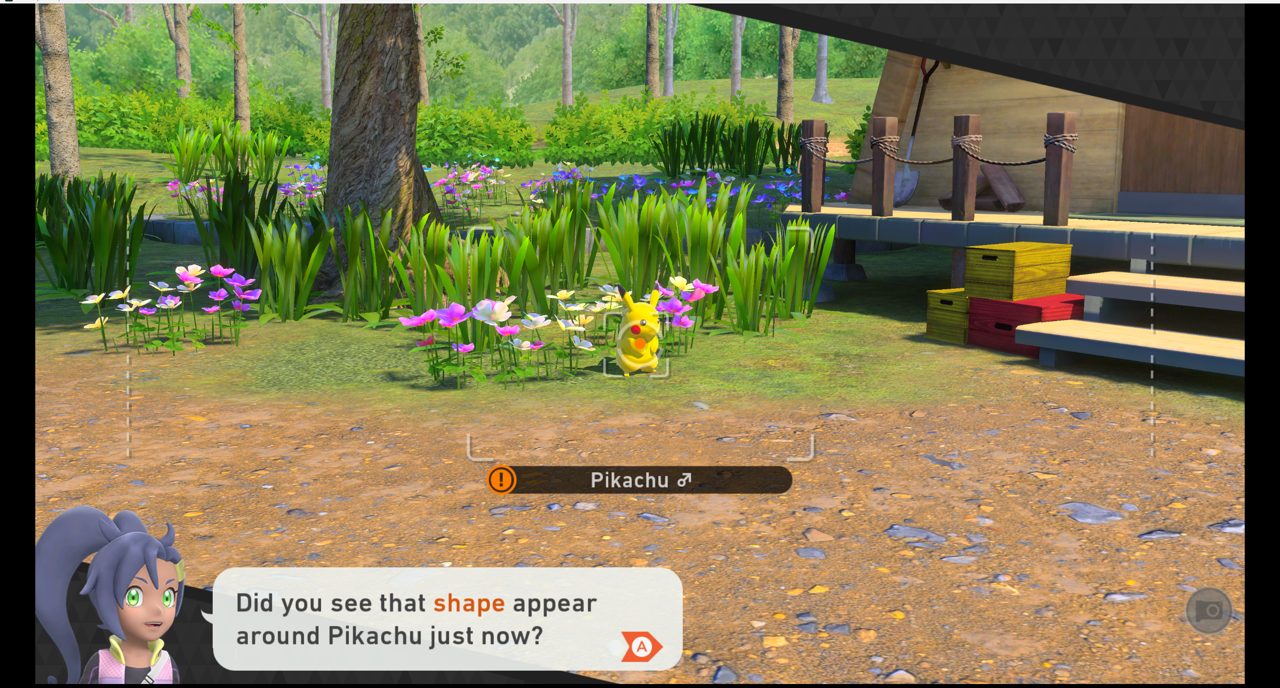 Pikachu ♂
Did you see that shape appear
around Pikachu just now?
A